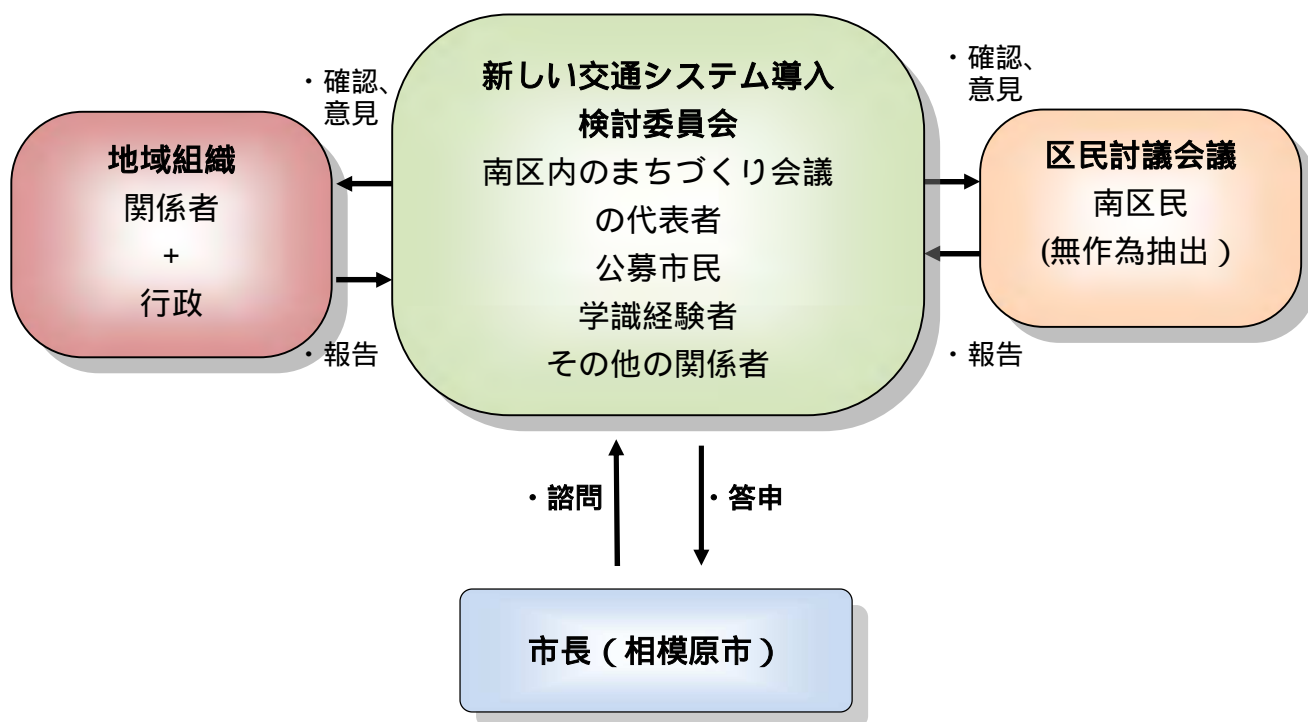 ・確認、
意見
地域組織
関係者
+
行政
・報告
新しい交通システム導入
検討委員会
南区内のまちづくり会議
の代表者
公募市民
学識経験者
その他の関係者
・確認、
意見
区民討議会議
南区民
(無作為抽出)
・報告
・諮問
・答申
市長(相模原市)